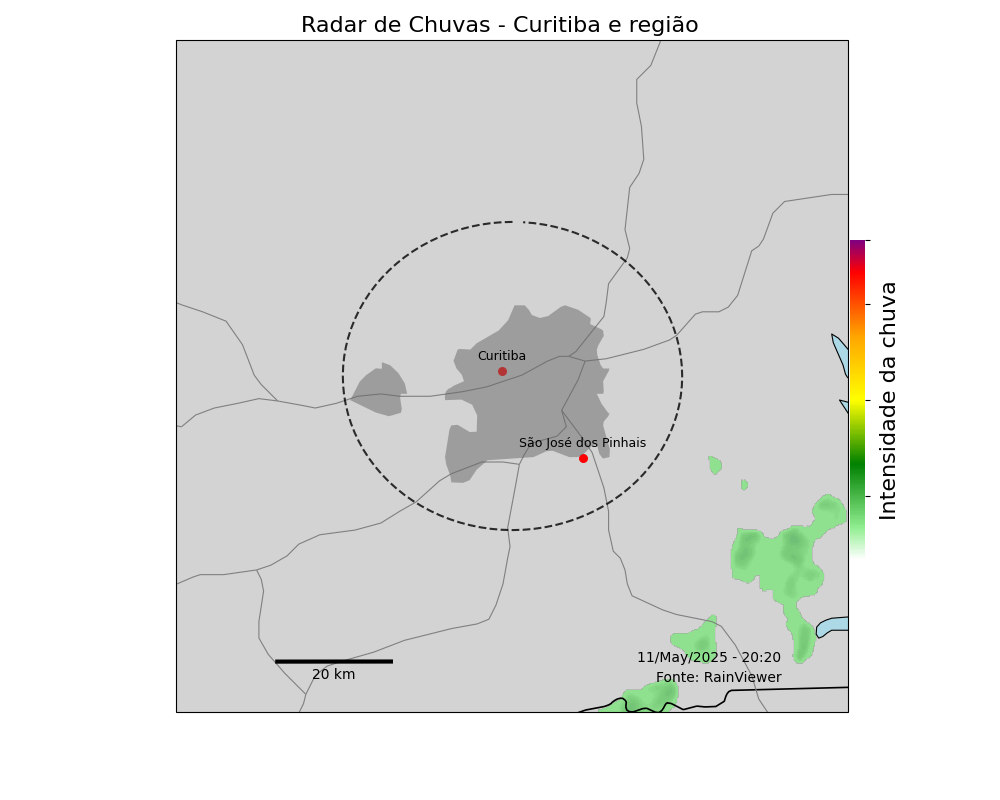 Radar de Chuvas - Curitiba e região
Curitiba
São José dos Pinhais
Intensidade da chuva
11/May/2025 - 20:20
20 km
Fonte: RainViewer